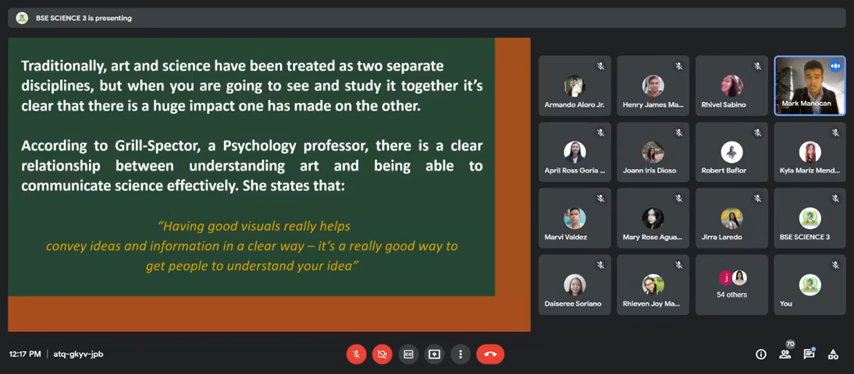 BSE SCIENCE 3 is presenting
Traditionally, art and science have been treated as two separate
disciplines, but when you are going to see and study it together it's
clear that there is a huge impact one has made on the other.
According to Grill-Spector, a Psychology professor, there is a clear
relationship between understanding art and being able to
communicate science effectively. She states that:
“Having good visuals really helps
convey ideas and information in a clear way – it's a really good way to
get people to understand your idea”
Armando Aloro Jr.
Henry James Ma...
Rhivel Sabino
Mark Manocan
April Ross Goria ...
Joann Iris Dioso
Robert Baflor
Kyla Mariz Mend...
Marvi Valdez
Mary Rose Agua...
Jirra Laredo
BSE SCIENCE 3
Daiseree Soriano
Rhieven Joy Ma...
j
54 others
You
12:17 PM | atq-gkyv-jpb
70